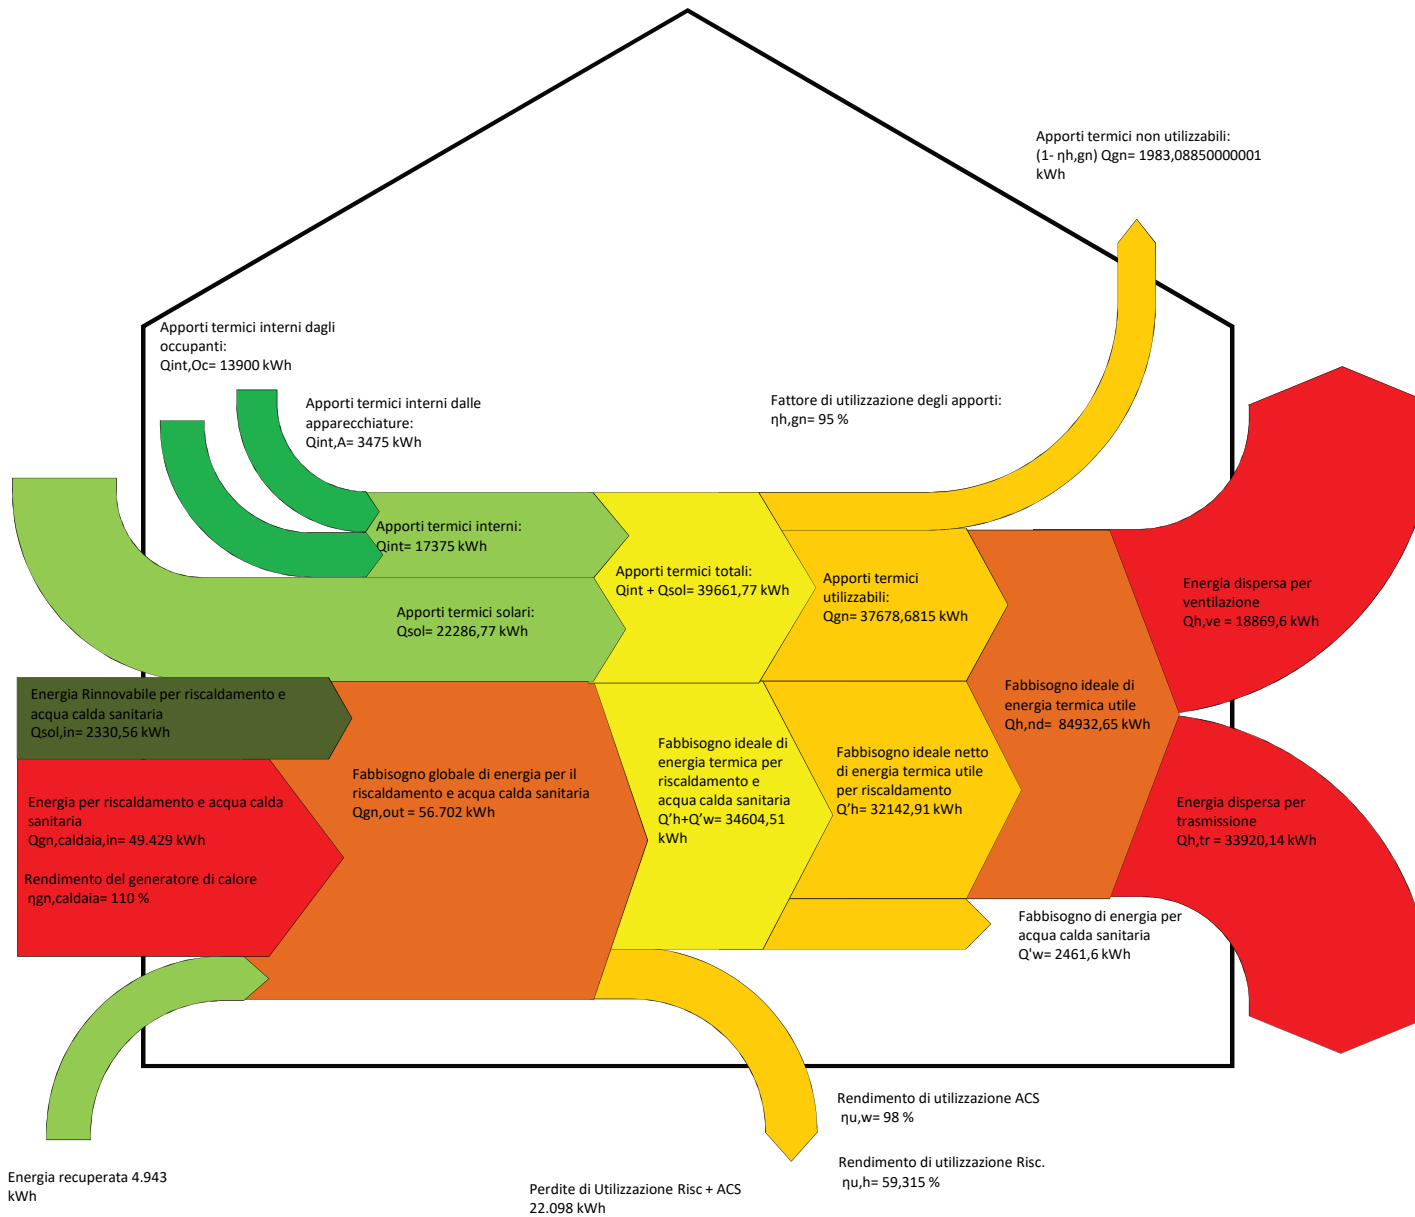 Apporti termici non utilizzabili:
(1- ηh,gn) Qgn= 1983,08850000001
kWh
Apporti termici interni dagli
occupanti:
Qint,Oc= 13900 kWh
Apporti termici interni dalle
apparecchiature:
Qint,A= 3475 kWh
Fattore di utilizzazione degli apporti:
ηh,gn= 95 %
Apporti termici interni:
Qint= 17375 kWh
Apporti termici totali:
Qint + Qsol= 39661,77 kWh
Apporti termici
utilizzabili:
Qgn= 37678,6815 kWh
Energia dispersa per
ventilazione
Qh,ve = 18869,6 kWh
Apporti termici solari:
Qsol= 22286,77 kWh
Energia Rinnovabile per riscaldamento e
acqua calda sanitaria
Qsol,in= 2330,56 kWh
Fabbisogno ideale di
energia termica utile
Qh,nd=  84932,65 kWh
Fabbisogno globale di energia per il
riscaldamento e acqua calda sanitaria
Qgn,out = 56.702 kWh
Fabbisogno ideale di
energia termica per
riscaldamento e
acqua calda sanitaria
Q’h+Q’w= 34604,51
kWh
Fabbisogno ideale netto
di energia termica utile
per riscaldamento
Q’h= 32142,91 kWh
Energia per riscaldamento e acqua calda
sanitaria
Qgn,caldaia,in= 49.429 kWh
Energia dispersa per
trasmissione
Qh,tr = 33920,14 kWh
Rendimento del generatore di calore
ηgn,caldaia= 110 %
Fabbisogno di energia per
acqua calda sanitaria
Q'w= 2461,6 kWh
Rendimento di utilizzazione ACS
ηu,w= 98 %
Rendimento di utilizzazione Risc.
ηu,h= 59,315 %
Energia recuperata 4.943
kWh
Perdite di Utilizzazione Risc + ACS
22.098 kWh